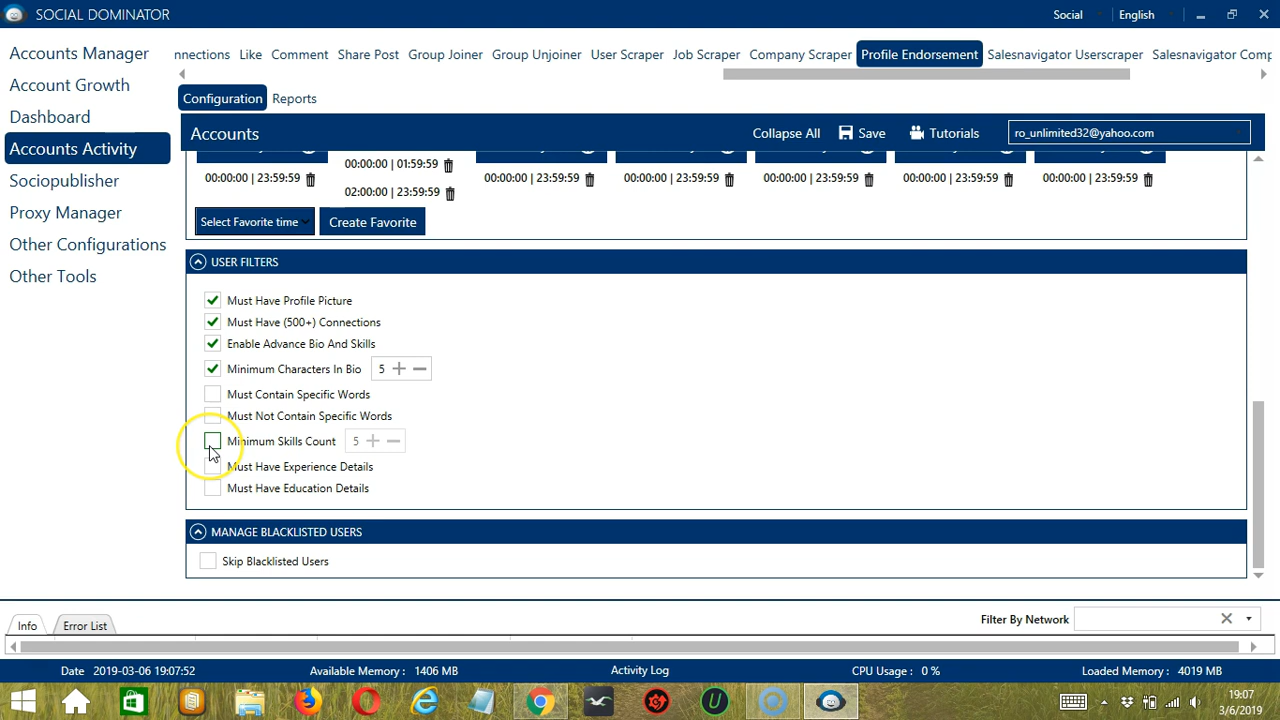 SOCIAL DOMINATOR
Social
English
Accounts Manager
Account Growth
Dashboard
Accounts Activity
Sociopublisher
Proxy Manager
Other Configurations
Other Tools
nnections Like Comment Share Post Group Joiner Group Unjoiner User Scraper Job Scraper Company Scraper Profile Endorsement Salesnavigator Userscraper Salesnavigator Comp
Configuration Reports
Accounts
Collapse All Save Tutorials ro_unlimited32@yahoo.com
00:00:00 | 01:59:59
00:00:00 | 23:59:59 00:00:00 | 23:59:59 00:00:00 | 23:59:59 00:00:00 | 23:59:59 00:00:00 | 23:59:59 00:00:00 | 23:59:59
02:00:00 | 23:59:59
Select Favorite time Create Favorite
USER FILTERS
Must Have Profile Picture
Must Have (500+) Connections
Enable Advance Bio And Skills
Minimum Characters In Bio 5
Must Contain Specific Words
Must Not Contain Specific Words
Minimum Skills Count 5
Must Have Experience Details
Must Have Education Details
MANAGE BLACKLISTED USERS
Skip Blacklisted Users
Info Error List
Filter By Network
Date 2019-03-06 19:07:52 Available Memory : 1406 MB Activity Log CPU Usage : 0 % Loaded Memory : 4019 MB
19:07
3/6/2019